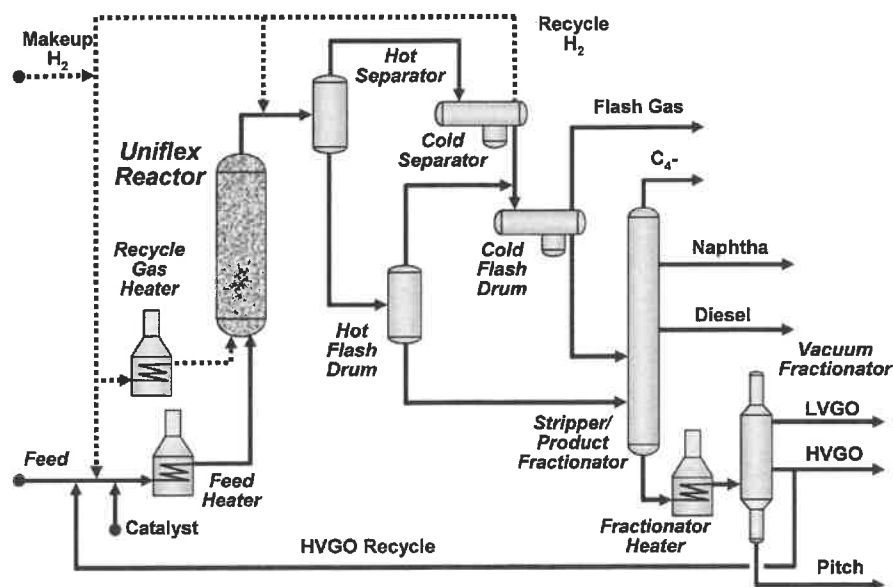 Makeup
H2
Recycle
H2
Hot
Separator
Flash Gas
Cold
Separator
C4-
Uniflex
Reactor
Recycle
Gas
Heater
Cold
Flash
Drum
Naphtha
Diesel
Hot
Flash
Drum
Vacuum
Fractionator
LVGO
Stripper/
Product
Fractionator
HVGO
Feed
Feed
Heater
Catalyst
Fractionator
Heater
HVGO Recycle
Pitch